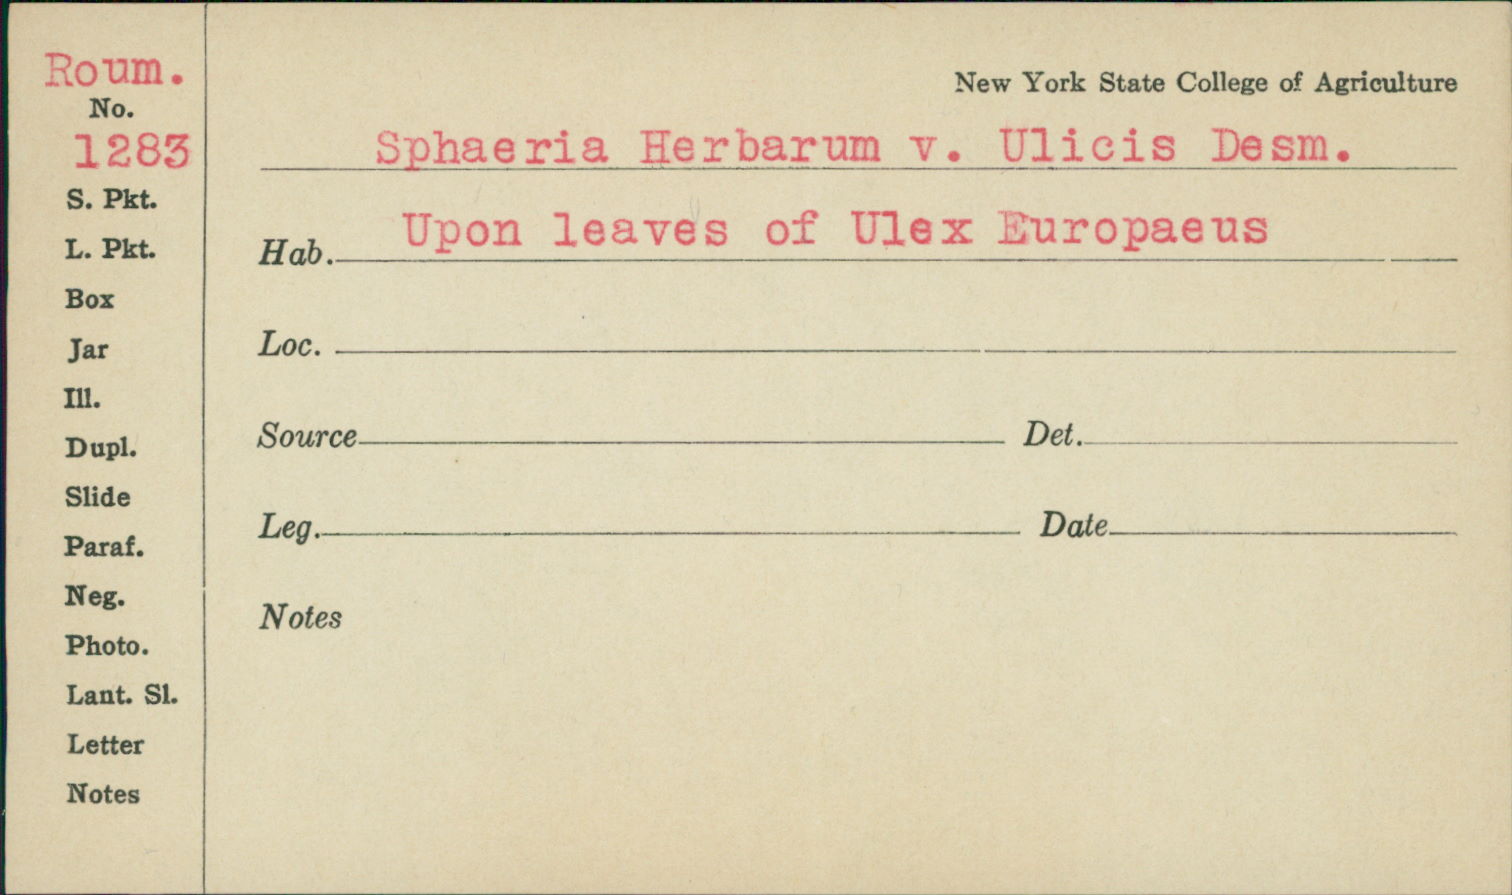 Roum.
No.
1283
S. Pkt.
L. Pkt.
Box
Jar
Ill.
Dupl.
Slide
Paraf.
Neg.
Photo.
Lant. Sl.
Letter
Notes
New York State College of Agriculture
Sphaeria Herbarum v. Ulicis Desm.
Hab. Upon leaves of Ulex Europaeus
Loc.
Source Det.
Leg. Date
Notes